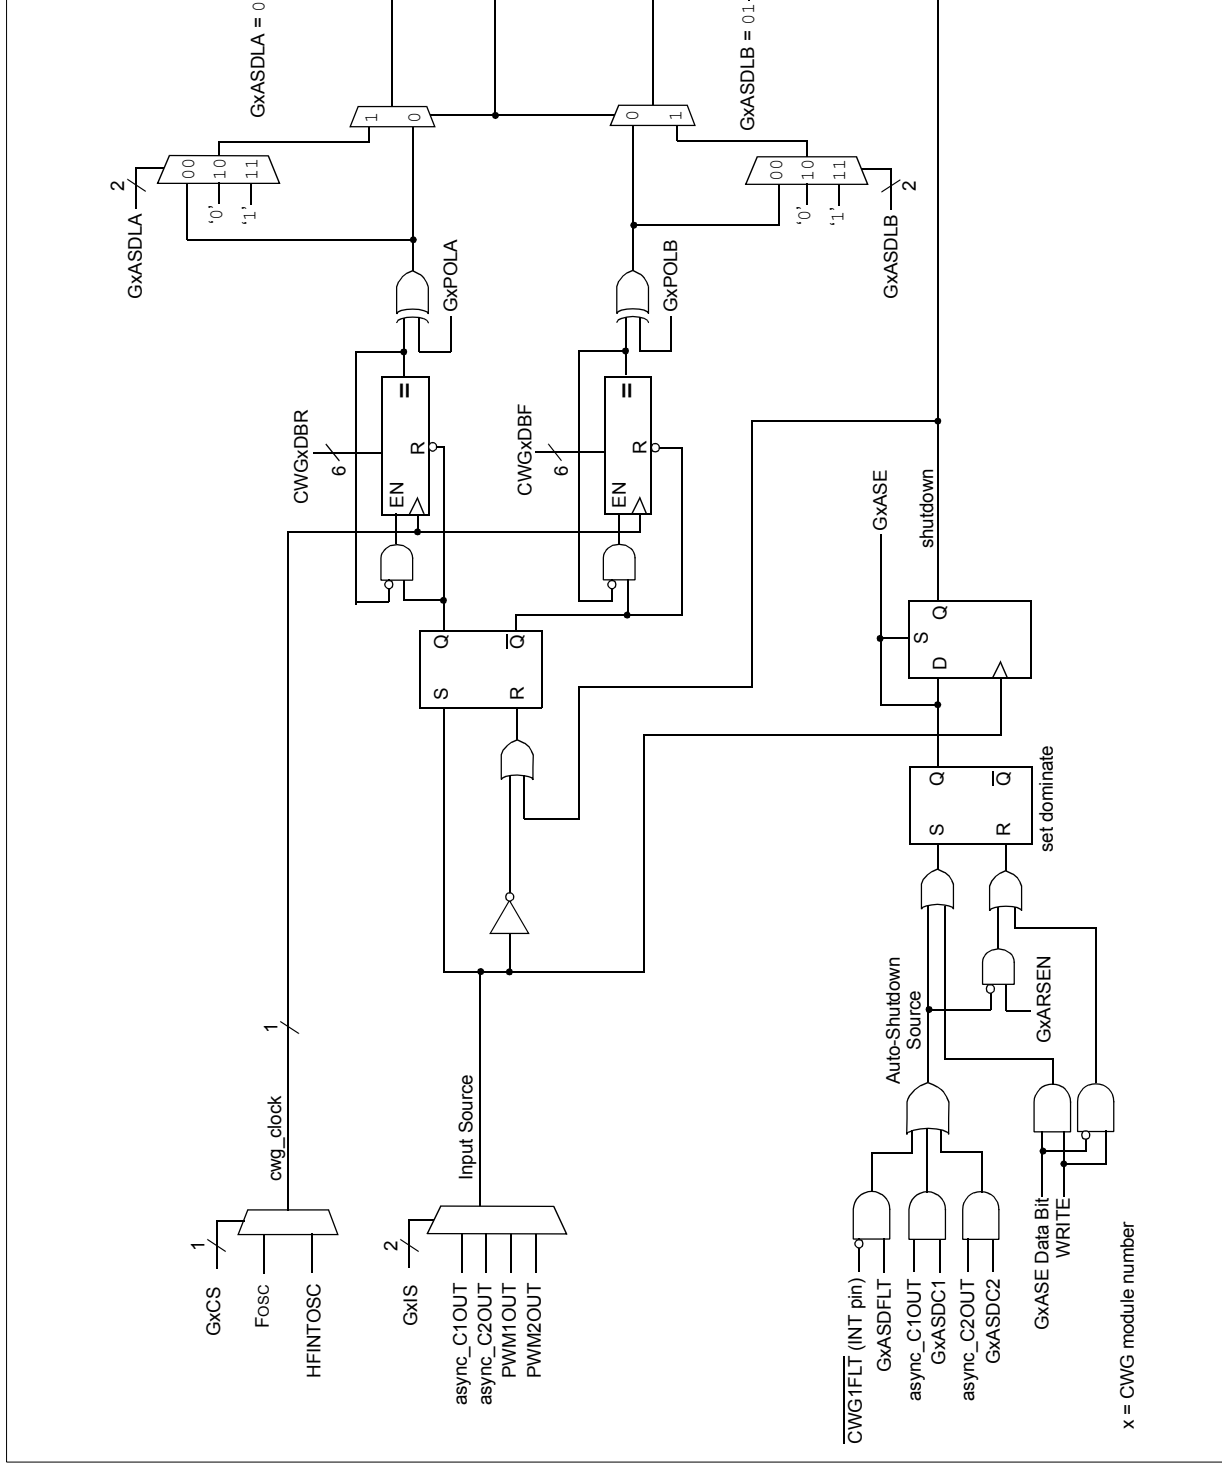 GxASDLA = 0
GxASDLB = 01
1
0
0
1
00
10
11
00
10
11
2
GxASDLA
'0'
'1'
'0'
'1'
2
GxASDLB
GxPOLA
GxPOLB
CWGxDBR
6
=
R
EN
CWGxDBF
6
=
R
EN
GxASE
shutdown
Q
Q
S
R
S
Q
D
Q
Q
S
R
set dominate
cwg_clock
1
Input Source
Auto-Shutdown
Source
GxARSEN
1
GxCS
FOSC
HFINTOSC
2
GxIS
async_C1OUT
async_C2OUT
PWM1OUT
PWM2OUT
CWG1FLT (INT pin)
GxASDFLT
async_C1OUT
GxASDC1
async_C2OUT
GxASDC2
GxASE Data Bit
WRITE
x = CWG module number